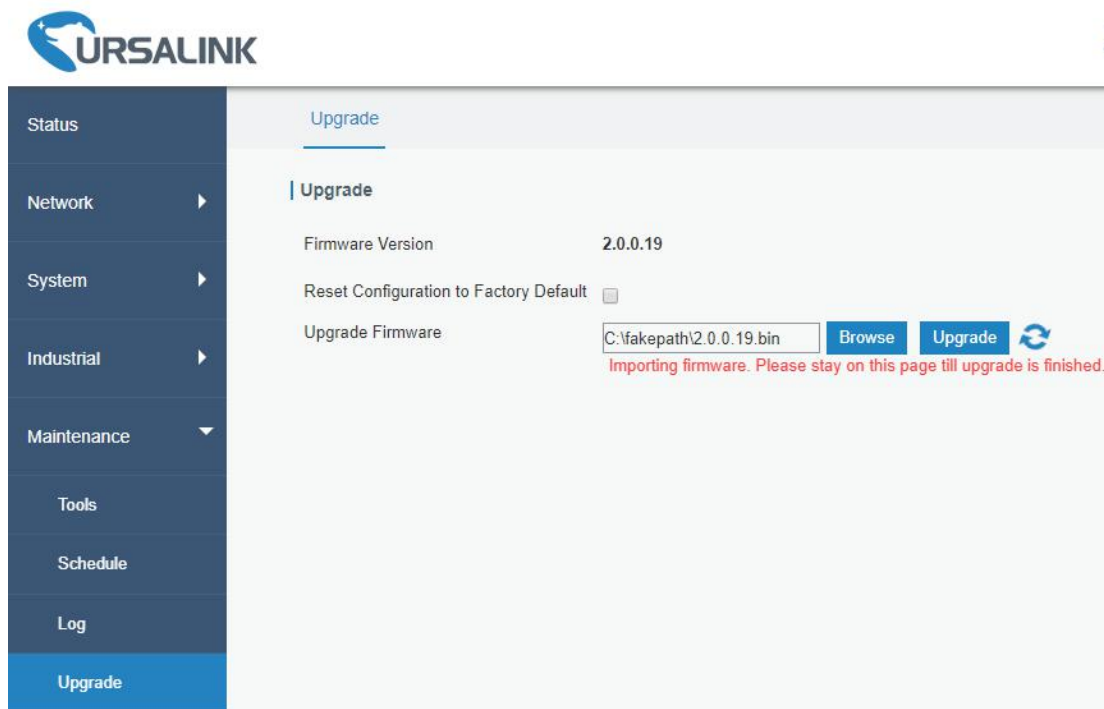 URSALINK
Status
Network
System
Industrial
Maintenance
Tools
Schedule
Log
Upgrade
Upgrade
Upgrade
Firmware Version 2.0.0.19
Reset Configuration to Factory Default
Upgrade Firmware C:\fakepath\2.0.0.19.bin Browse Upgrade
Importing firmware. Please stay on this page till upgrade is finished.